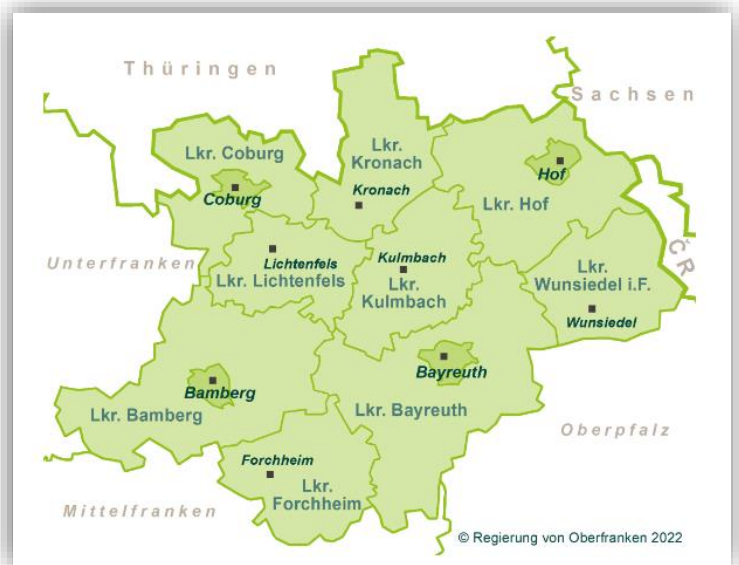 Thüringen
Sachsen
Lkr. Coburg
Lkr.
Kronach
Kronach
Coburg
Hof
Lkr. Hof
Unterfranken
Lichtenfels
Lkr. Lichtenfels
Kulmbach
Lkr.
Kulmbach
Lkr.
Wunsiedel i.F.
Wunsiedel
ČR
Bamberg
Lkr. Bamberg
Bayreuth
Lkr. Bayreuth
Oberpfalz
Forchheim
Lkr.
Forchheim
Mittelfranken
© Regierung von Oberfranken 2022